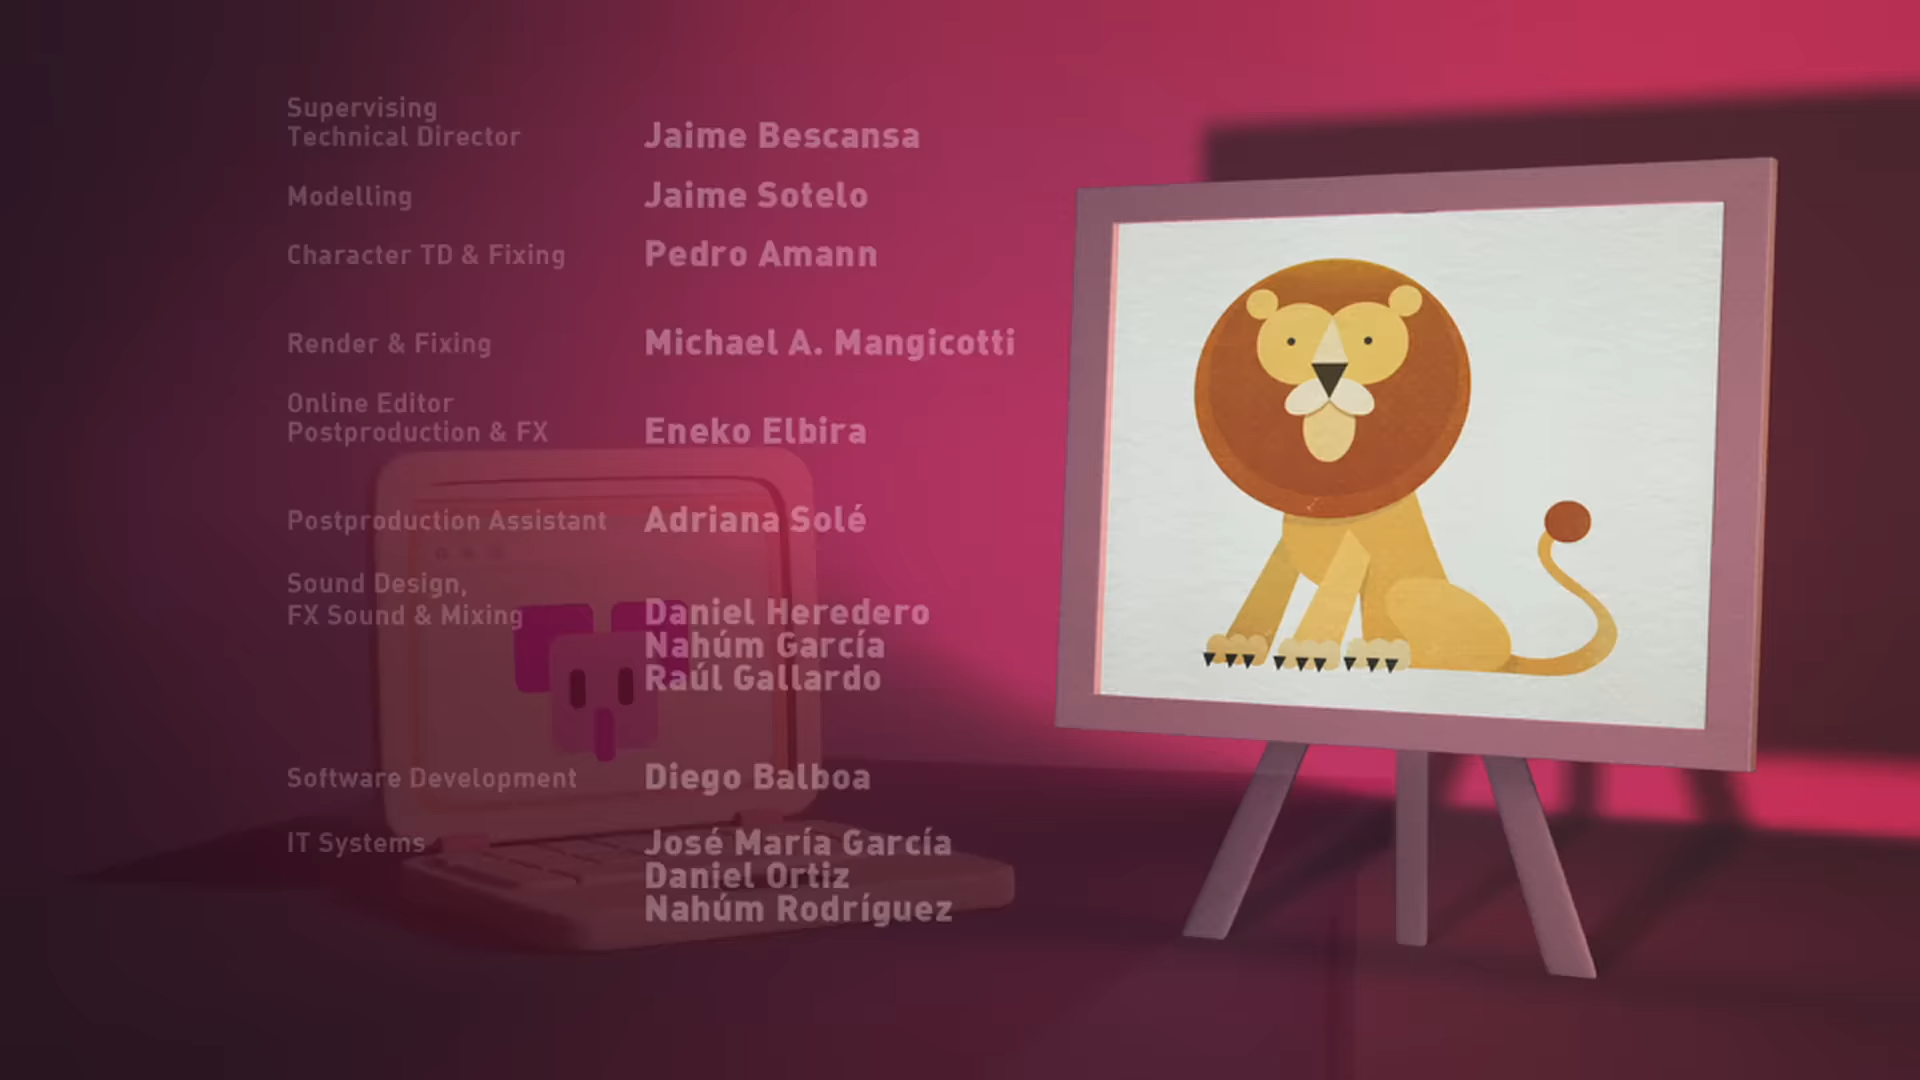 Supervising
Technical Director Jaime Bescansa
Modelling Jaime Sotelo
Character TD & Fixing Pedro Amann
Render & Fixing Michael A. Mangicotti
Online Editor
Postproduction & FX Eneko Elbira
Postproduction Assistant Adriana Solé
Sound Design,
FX Sound & Mixing Daniel Heredero
Nahúm García
Raúl Gallardo
Software Development Diego Balboa
IT Systems José María García
Daniel Ortiz
Nahúm Rodríguez